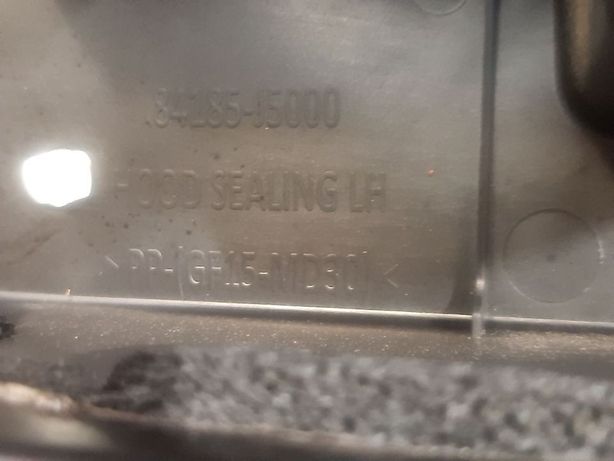 84185-J5000
HOOD SEALING LH
>PP-(GF15-MD30)<